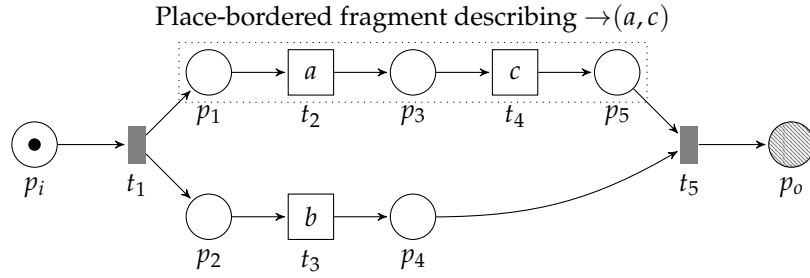 Place-bordered fragment describing →(a, c)
a c
p1 t2 p3 t4 p5
pi t1 t5 po
b
p2 t3 p4